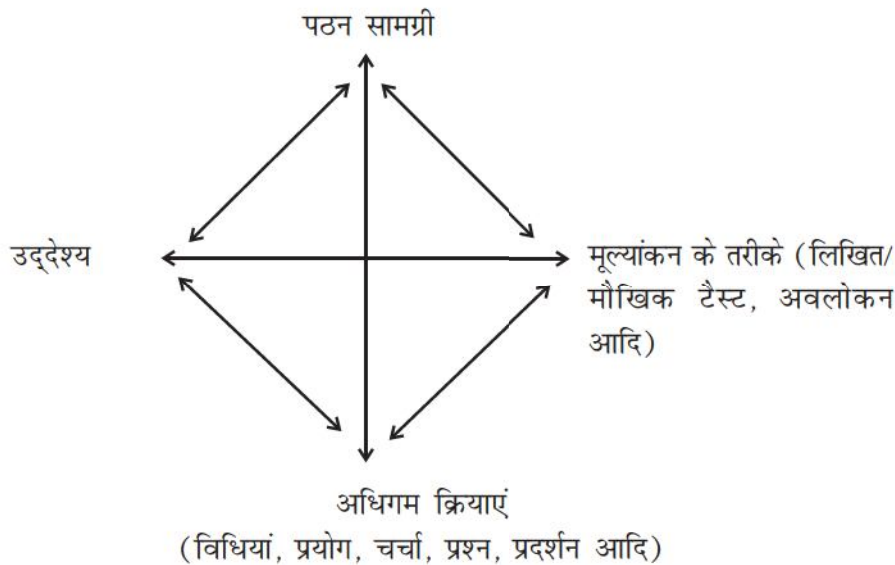 पठन सामग्री
उद्देश्य
मूल्यांकन के तरीके (लिखित/
मौखिक टैस्ट, अवलोकन
आदि)
अधिगम क्रियाएं
(विधियां, प्रयोग, चर्चा, प्रश्न, प्रदर्शन आदि)